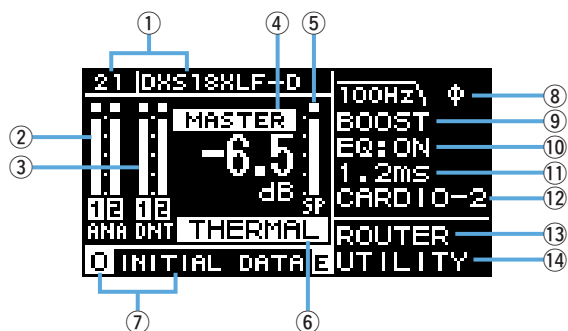 ① ④ ⑤
21 DXS18XLF-D
② MASTER
③ -6.5
dB
1 2 1 2 SP
ANA DNT THERMAL
0 INITIAL DATA E
⑦ ⑥
100Hz φ ⑧
BOOST ⑨
EQ:ON ⑩
1.2ms ⑪
CARDIO-2 ⑫
ROUTER ⑬
UTILITY ⑭